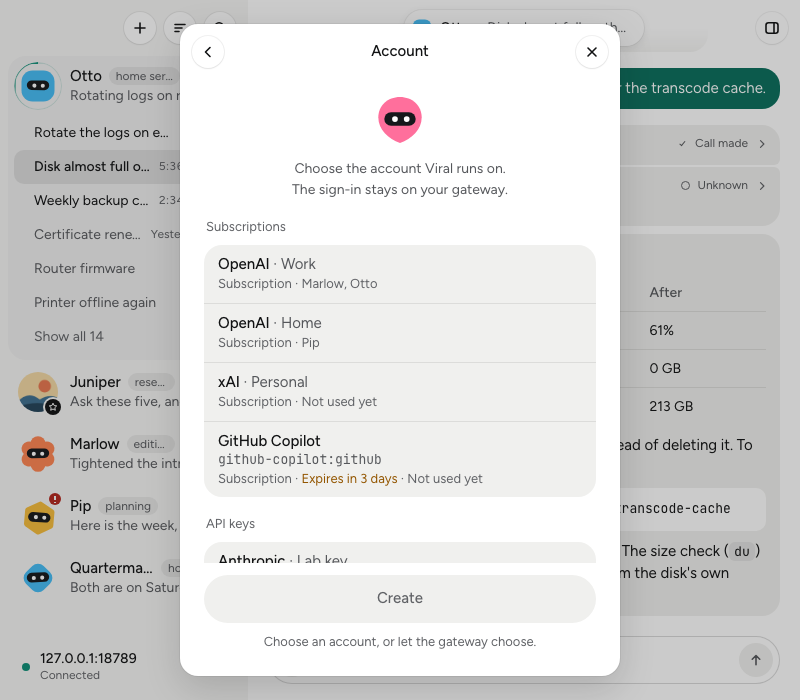 Account
Choose the account Viral runs on.
The sign-in stays on your gateway.
Subscriptions
OpenAI · Work
Subscription · Marlow, Otto
OpenAI · Home
Subscription · Pip
xAI · Personal
Subscription · Not used yet
GitHub Copilot
github-copilot:github
Subscription · Expires in 3 days · Not used yet
API keys
Anthropic · Lab key
Create
Choose an account, or let the gateway choose.
Otto home ser...
Rotating logs on
Rotate the logs on e...
Disk almost full o... 5:36
Weekly backup c... 2:34
Certificate rene... Yeste
Router firmware
Printer offline again
Show all 14
Juniper rese...
Ask these five, an
Marlow editi...
Tightened the intr
Pip planning
Here is the week,
Quarterma... ho
Both are on Satur
127.0.0.1:18789
Connected
the transcode cache.
Call made
Unknown
After
61%
0 GB
213 GB
ead of deleting it. To
transcode-cache
The size check ( du )
m the disk's own